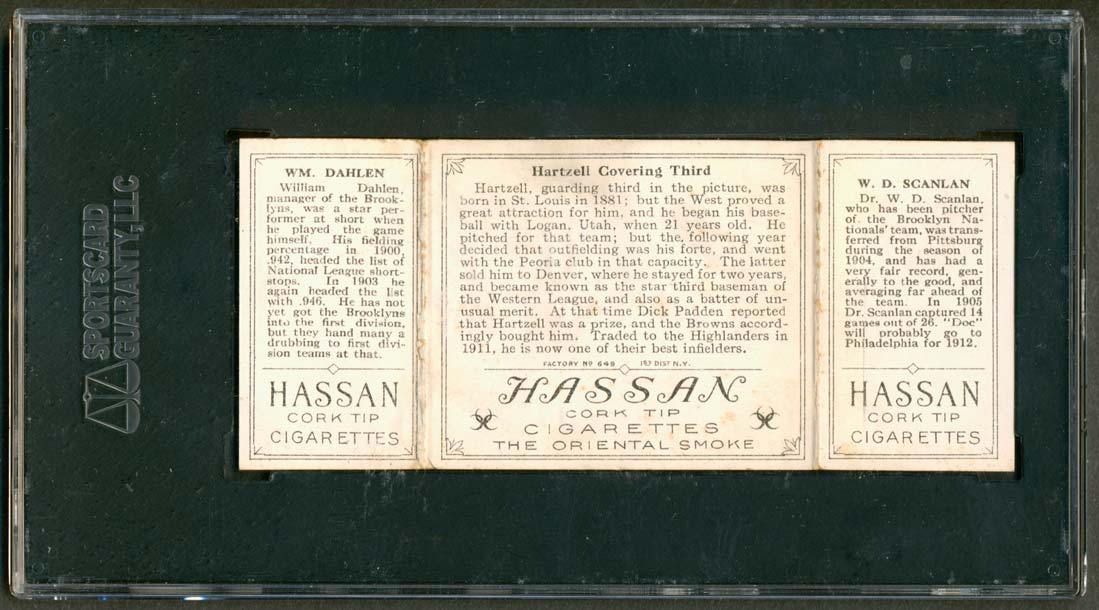 SPORTSCARD
GUARANTY, LLC
WM. DAHLEN
William Dahlen,
manager of the Brook-
lyns, was a star per-
former at short when
he played the game
himself. His fielding
percentage in 1900,
.942, headed the list of
National League short-
stops. In 1903 he
again headed the list
with .946. He has not
yet got the Brooklyns
into the first division,
but they hand many a
drubbing to first divi-
sion teams at that.
HASSAN
CORK TIP
CIGARETTES
Hartzell Covering Third
Hartzell, guarding third in the picture, was
born in St. Louis in 1881; but the West proved a
great attraction for him, and he began his base-
ball with Logan, Utah, when 21 years old. He
pitched for that team; but the following year
decided that outfielding was his forte, and went
with the Peoria club in that capacity. The latter
sold him to Denver, where he stayed for two years,
and became known as the star third baseman of
the Western League, and also as a batter of un-
usual merit. At that time Dick Padden reported
that Hartzell was a prize, and the Browns accord-
ingly bought him. Traded to the Highlanders in
1911, he is now one of their best infielders.
FACTORY Nº 649 1ST DIST N.Y.
HASSAN
CORK TIP
CIGARETTES
THE ORIENTAL SMOKE
W. D. SCANLAN
Dr. W. D. Scanlan,
who has been pitcher
of the Brooklyn Na-
tionals' team, was trans-
ferred from Pittsburg
during the season of
1904, and has had a
very fair record, gen-
erally to the good, and
averaging far ahead of
the team. In 1905
Dr. Scanlan captured 14
games out of 26. "Doc"
will probably go to
Philadelphia for 1912.
HASSAN
CORK TIP
CIGARETTES